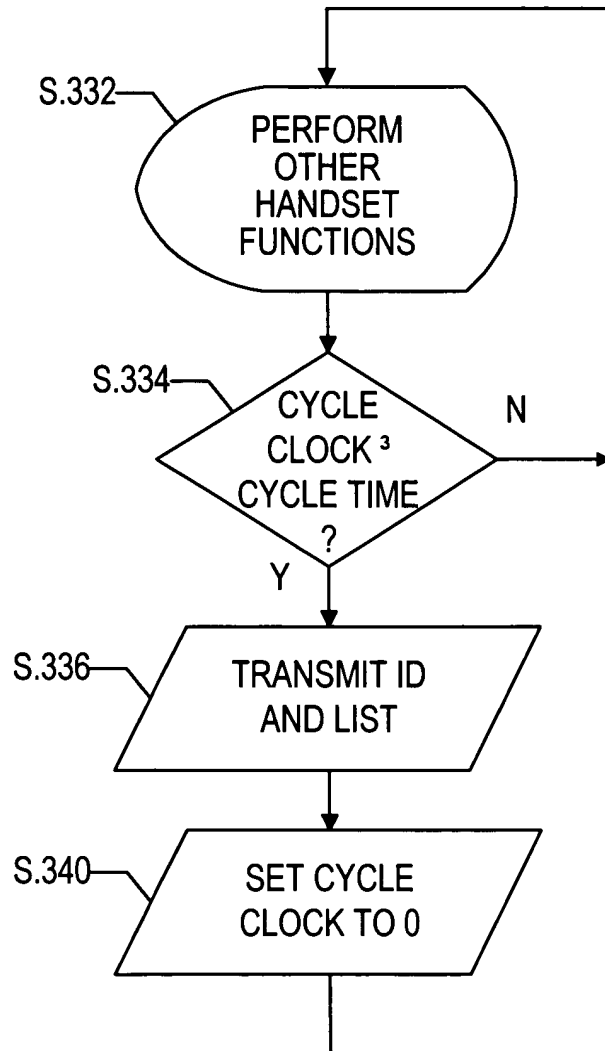 S.332
PERFORM
OTHER
HANDSET
FUNCTIONS
S.334
CYCLE
CLOCK ³
CYCLE TIME
?
N
Y
S.336
TRANSMIT ID
AND LIST
S.340
SET CYCLE
CLOCK TO 0